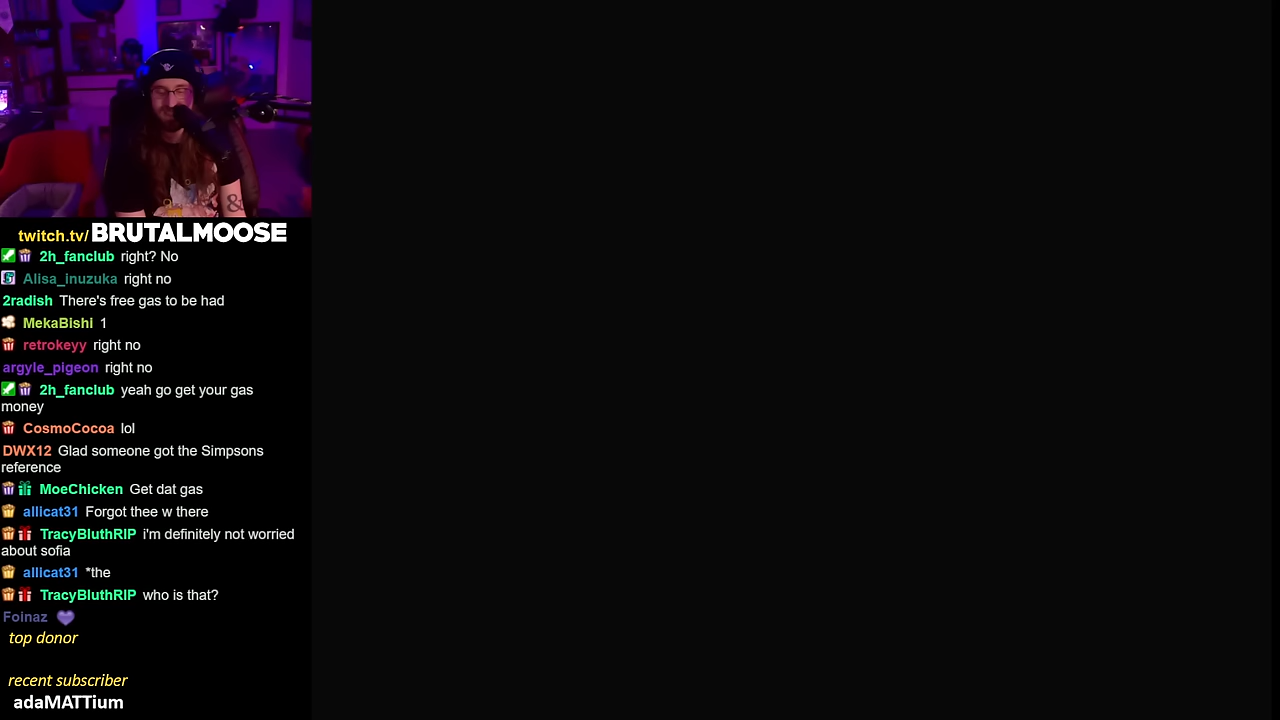 twitch.tv/BRUTALMOOSE
2h_fanclub right? No
Alisa_inuzuka right no
2radish There's free gas to be had
MekaBishi 1
retrokeyy right no
argyle_pigeon right no
2h_fanclub yeah go get your gas
money
CosmoCocoa lol
DWX12 Glad someone got the Simpsons
reference
MoeChicken Get dat gas
allicat31 Forgot thee w there
TracyBluthRIP i'm definitely not worried
about sofia
allicat31 *the
TracyBluthRIP who is that?
Foinaz
top donor
recent subscriber
adaMATTium